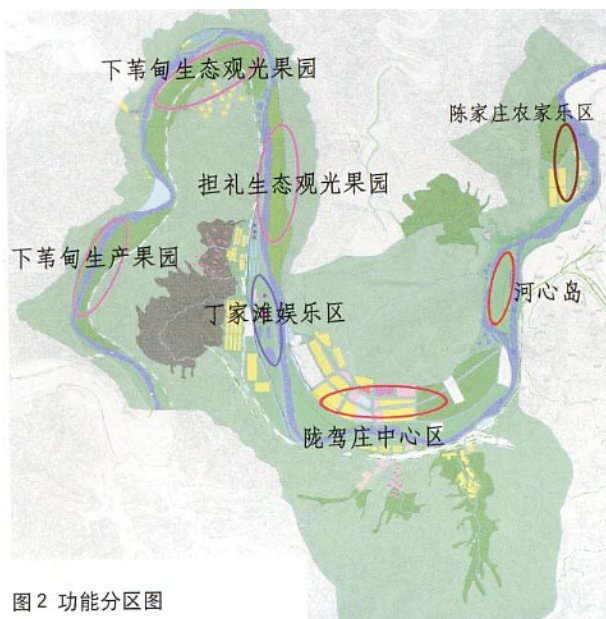 下苇甸生态观光果园
陈家庄农家乐区
担礼生态观光果园
下苇甸生产果园
河心岛
丁家滩娱乐区
陇驾庄中心区
图2 功能分区图